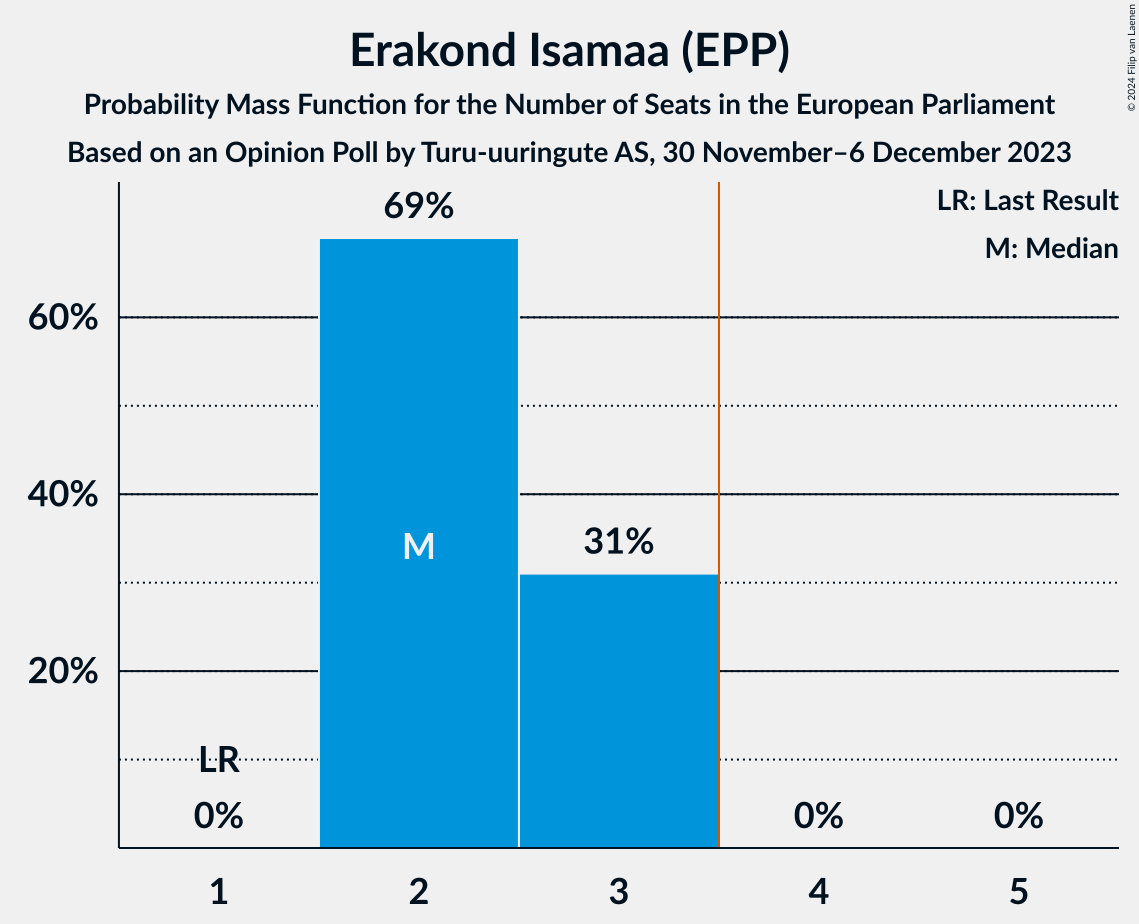 Erakond Isamaa (EPP)
Probability Mass Function for the Number of Seats in the European Parliament
Based on an Opinion Poll by Turu-uuringute AS, 30 November–6 December 2023
© 2024 Filip van Laenen
LR: Last Result
M: Median
69%
60%
40%
M
31%
20%
LR
0%
0%
0%
1
2
3
4
5